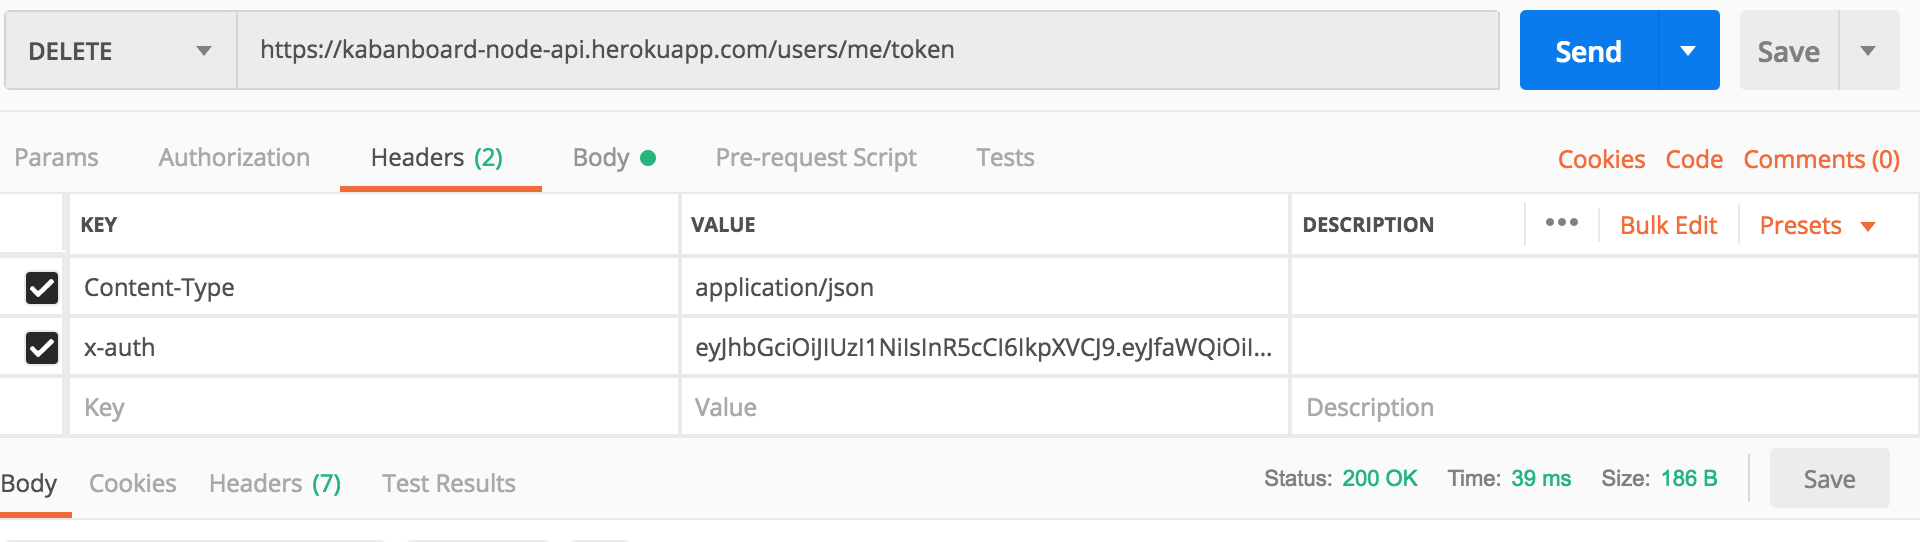 DELETE https://kabanboard-node-api.herokuapp.com/users/me/token Send Save
Params Authorization Headers (2) Body Pre-request Script Tests Cookies Code Comments (0)
KEY VALUE DESCRIPTION ••• Bulk Edit Presets
Content-Type application/json
x-auth eyJhbGciOiJIUzI1NiIsInR5cCI6IkpXVCJ9.eyJfaWQiOiI...
Key Value Description
Body Cookies Headers (7) Test Results Status: 200 OK Time: 39 ms Size: 186 B Save